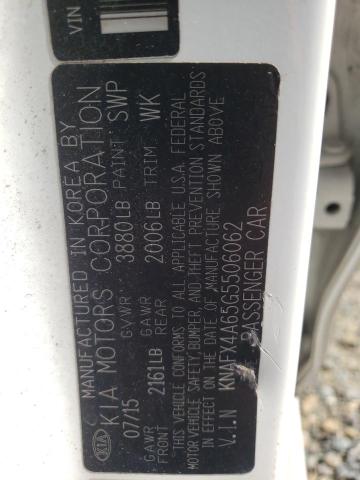 VIN
MANUFACTURED IN KOREA BY
KIA KIA MOTORS CORPORATION
07/15 GVWR 3880LB PAINT SWP
GAWR FRONT 2161LB GAWR REAR 2006LB TRIM WK
THIS VEHICLE CONFORMS TO ALL APPLICABLE U.S.A. FEDERAL
MOTOR VEHICLE SAFETY, BUMPER, AND THEFT PREVENTION STANDARDS
IN EFFECT ON THE DATE OF MANUFACTURE SHOWN ABOVE
V.I.N
PASSENGER CAR